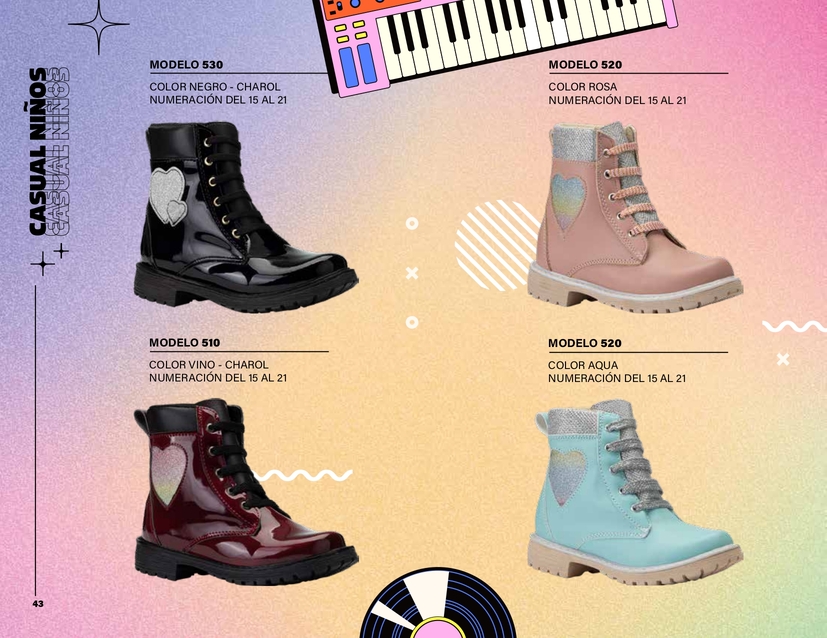 CASUAL NIÑOS
CASUAL NIÑOS
MODELO 530
COLOR NEGRO - CHAROL
NUMERACIÓN DEL 15 AL 21
MODELO 520
COLOR ROSA
NUMERACIÓN DEL 15 AL 21
MODELO 510
COLOR VINO - CHAROL
NUMERACIÓN DEL 15 AL 21
MODELO 520
COLOR AQUA
NUMERACIÓN DEL 15 AL 21
43